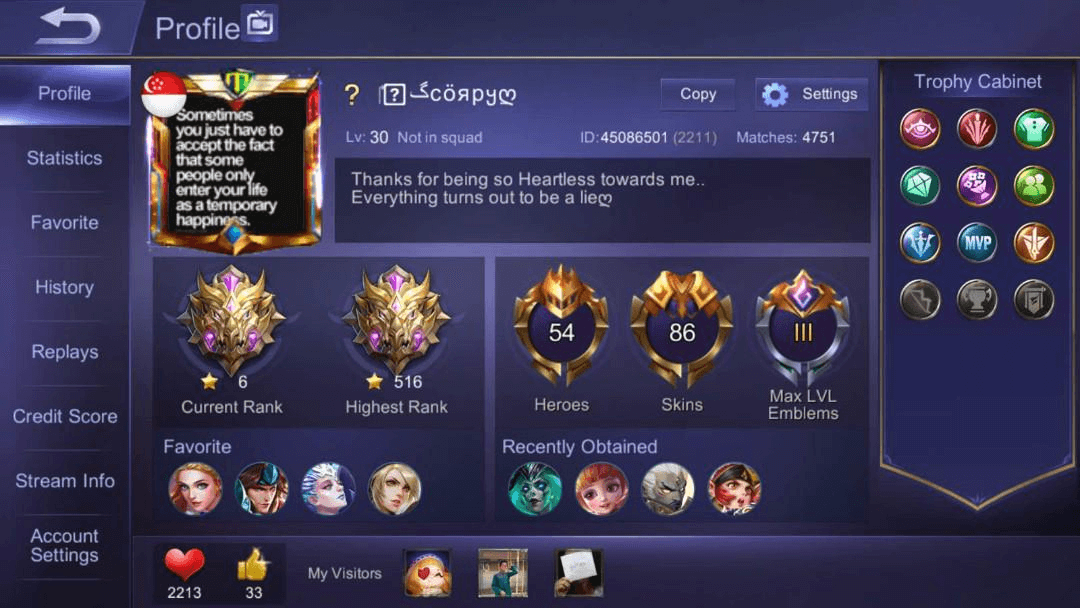 Profile
Profile
Statistics
Favorite
History
Replays
Credit Score
Stream Info
Account
Settings
Sometimes
you just have to
accept the fact
that some
people only
enter your life
as a temporary
happiness.
? گcöяpyღ
Copy
Settings
Lv: 30 Not in squad
ID:45086501 (2211)
Matches: 4751
Thanks for being so Heartless towards me..
Everything turns out to be a lieღ
6
Current Rank
516
Highest Rank
54
Heroes
86
Skins
III
Max LVL
Emblems
Favorite
Recently Obtained
2213
33
My Visitors
Trophy Cabinet
MVP